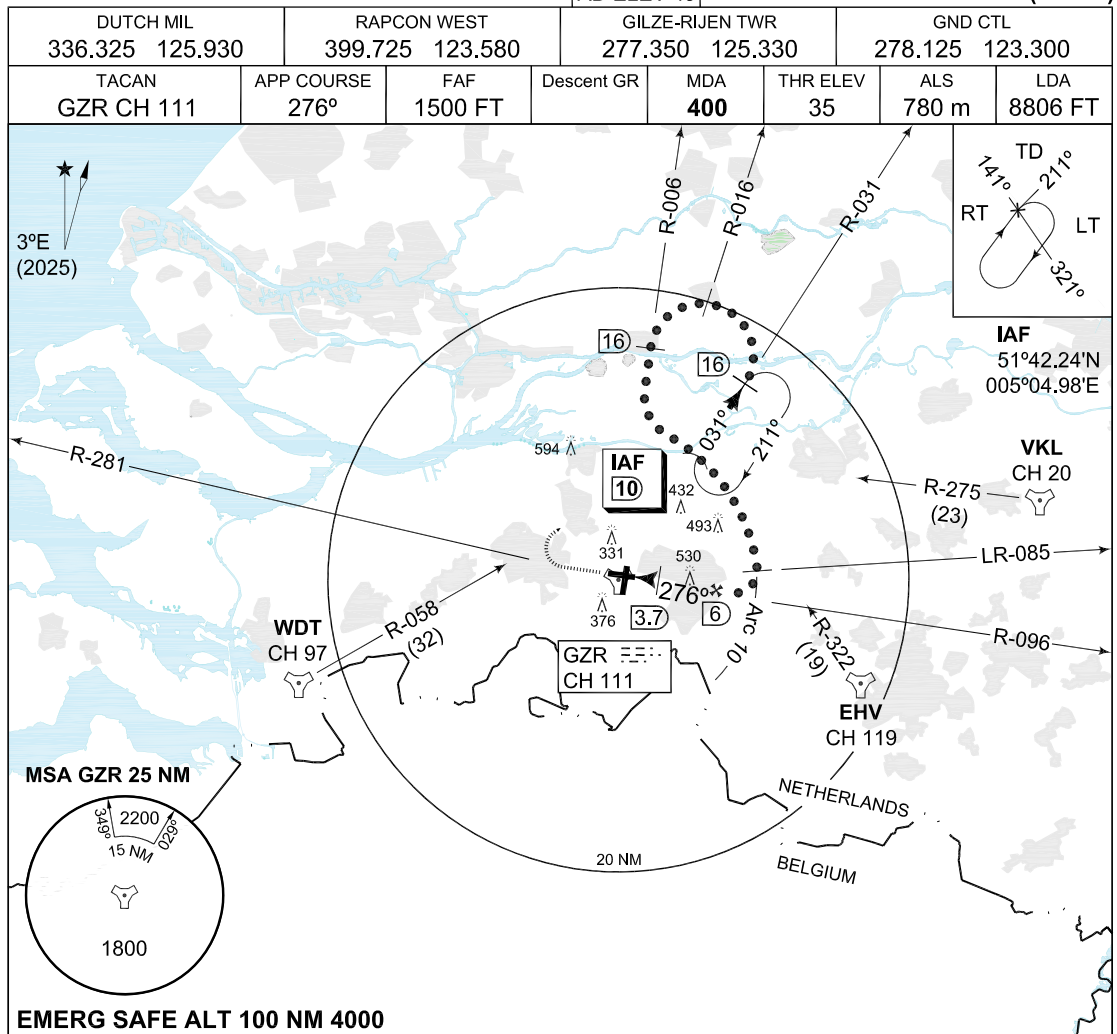 DUTCH MIL
336.325 125.930
RAPCON WEST
399.725 123.580
GILZE-RIJEN TWR
277.350 125.330
GND CTL
278.125 123.300
TACAN
GZR CH 111
APP COURSE
276º
FAF
1500 FT
Descent GR
MDA
400
THR ELEV
35
ALS
780 m
LDA
8806 FT
3ºE
(2025)
R-006
R-016
R-031
TD
141º
211º
RT
LT
321º
IAF
51º42.24'N
005º04.98'E
16
16
031º
211º
R-281
594
IAF
10
432
493
331
530
376
276º
3.7
6
Arc 10
VKL
CH 20
R-275
(23)
LR-085
R-096
R-322
(19)
EHV
CH 119
WDT
CH 97
R-058
(32)
GZR
CH 111
MSA GZR 25 NM
349º
2200
029º
15 NM
1800
20 NM
NETHERLANDS
BELGIUM
EMERG SAFE ALT 100 NM 4000